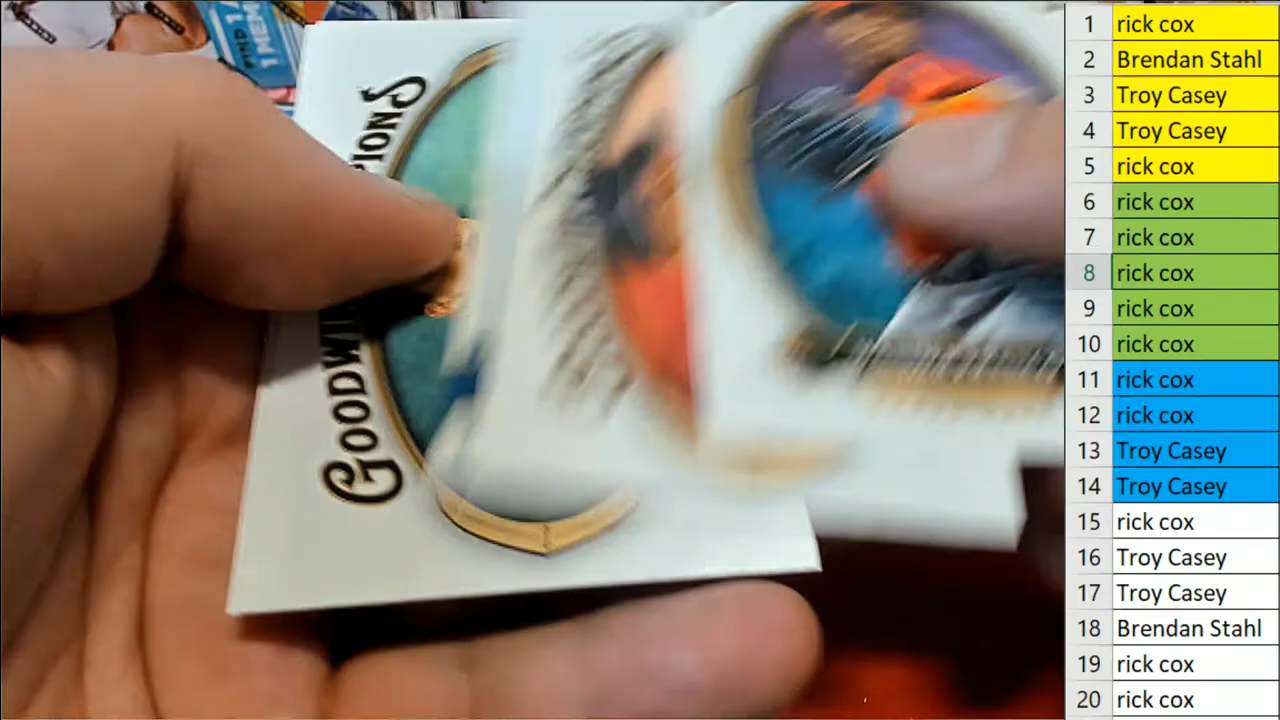 GOODWI
PIONS
1 rick cox
2 Brendan Stahl
3 Troy Casey
4 Troy Casey
5 rick cox
6 rick cox
7 rick cox
8 rick cox
9 rick cox
10 rick cox
11 rick cox
12 rick cox
13 Troy Casey
14 Troy Casey
15 rick cox
16 Troy Casey
17 Troy Casey
18 Brendan Stahl
19 rick cox
20 rick cox